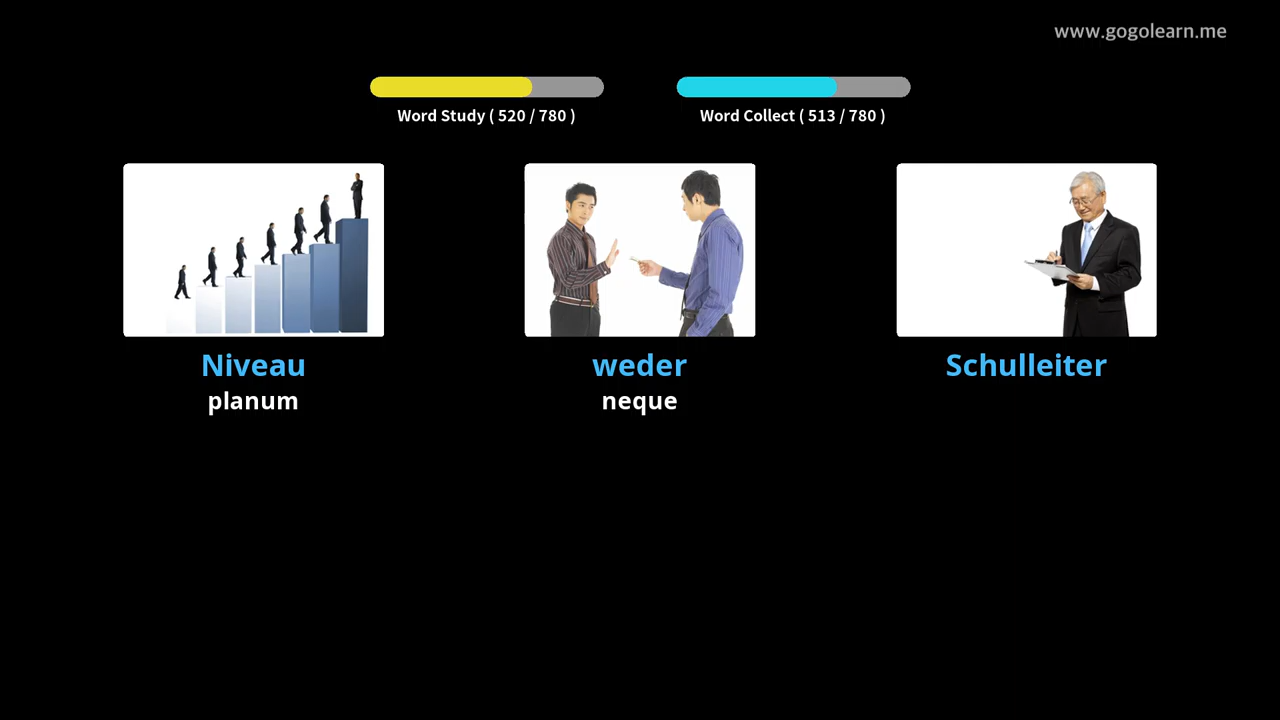 www.gogolearn.me
Word Study ( 520 / 780 )
Word Collect ( 513 / 780 )
Niveau
planum
weder
neque
Schulleiter